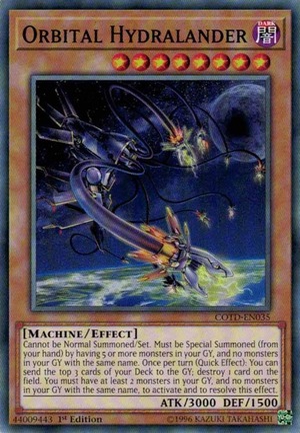 ORBITAL HYDRALANDER
DARK
闇
COTD-EN035
[Machine/Effect]
Cannot be Normal Summoned/Set. Must be Special Summoned (from
your hand) by having 5 or more monsters in your GY, and no monsters
in your GY with the same name. Once per turn (Quick Effect): You can
send the top 3 cards of your Deck to the GY; destroy 1 card on the
field. You must have at least 2 monsters in your GY, and no monsters
in your GY with the same name, to activate and to resolve this effect.
ATK/3000 DEF/1500
44009443 1st Edition ©1996 KAZUKI TAKAHASHI